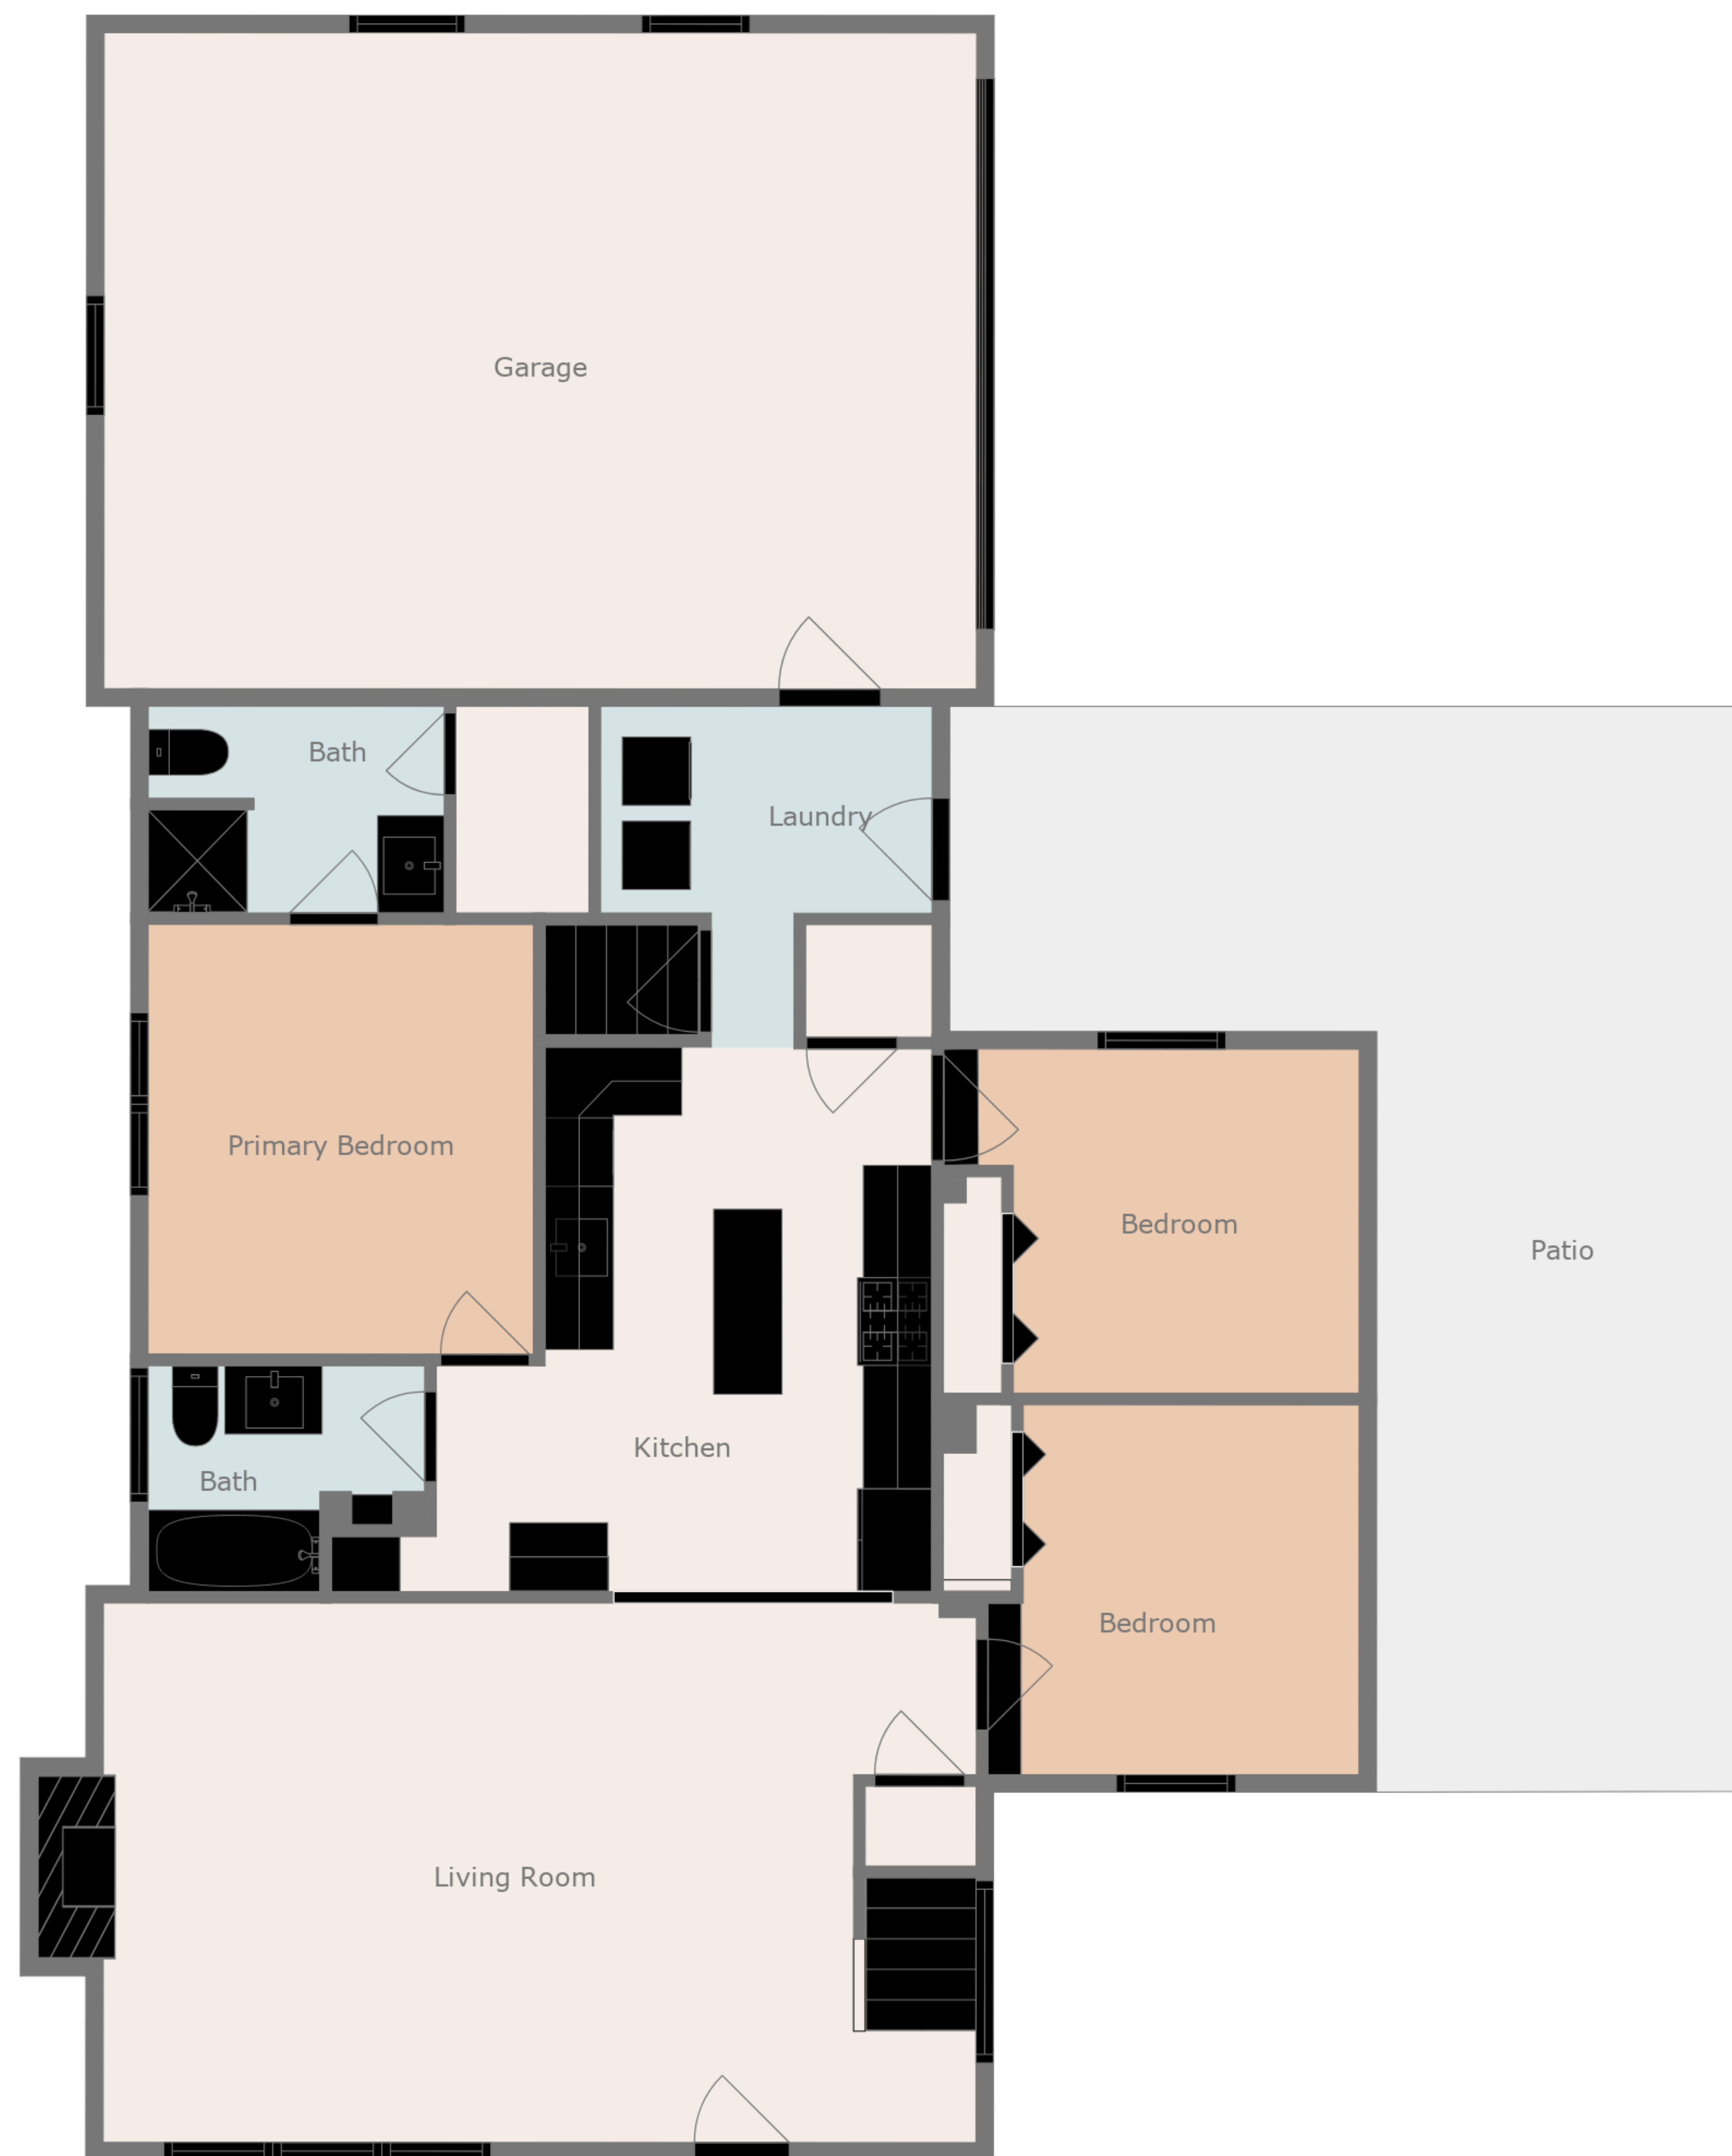 Garage
Bath
Laundry
Primary Bedroom
Bedroom
Patio
Kitchen
Bath
Bedroom
Living Room